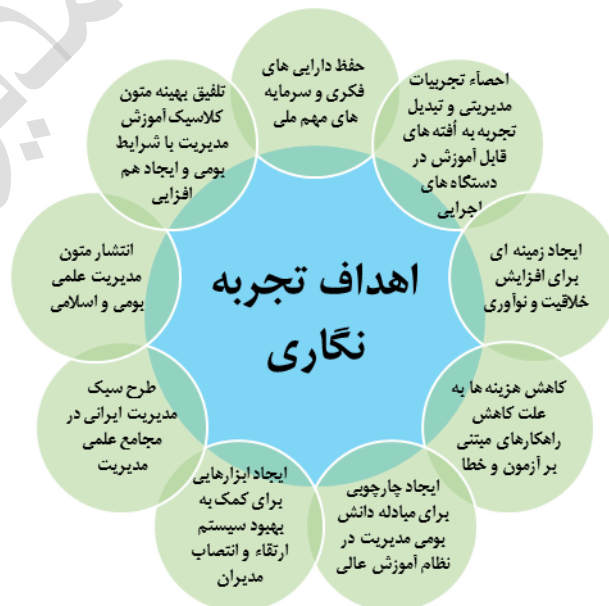 اهداف تجربه
نگاری
حفظ دارایی های
فکری و سرمایه
های مهم ملی
احصآء تجربیات
مدیریتی و تبدیل
تجربه به اُفته های
قابل آموزش در
دستگاه های
اجرایی
ایجاد زمینه ای
برای افزایش
خلاقیت و نوآوری
کاهش هزینه ها به
علت کاهش
راهکارهای مبتنی
بر آزمون و خطا
ایجاد چارچوبی
برای مبادله دانش
بومی مدیریت در
نظام آموزش عالی
ایجاد ابزارهایی
برای کمک به
بهبود سیستم
ارتقاء و انتصاب
مدیران
طرح سبک
مدیریت ایرانی در
مجامع علمی
مدیریت
انتشار متون
مدیریت علمی
بومی و اسلامی
تلفیق بهینه متون
کلاسیک آموزش
مدیریت با شرایط
بومی و ایجاد هم
افزایی